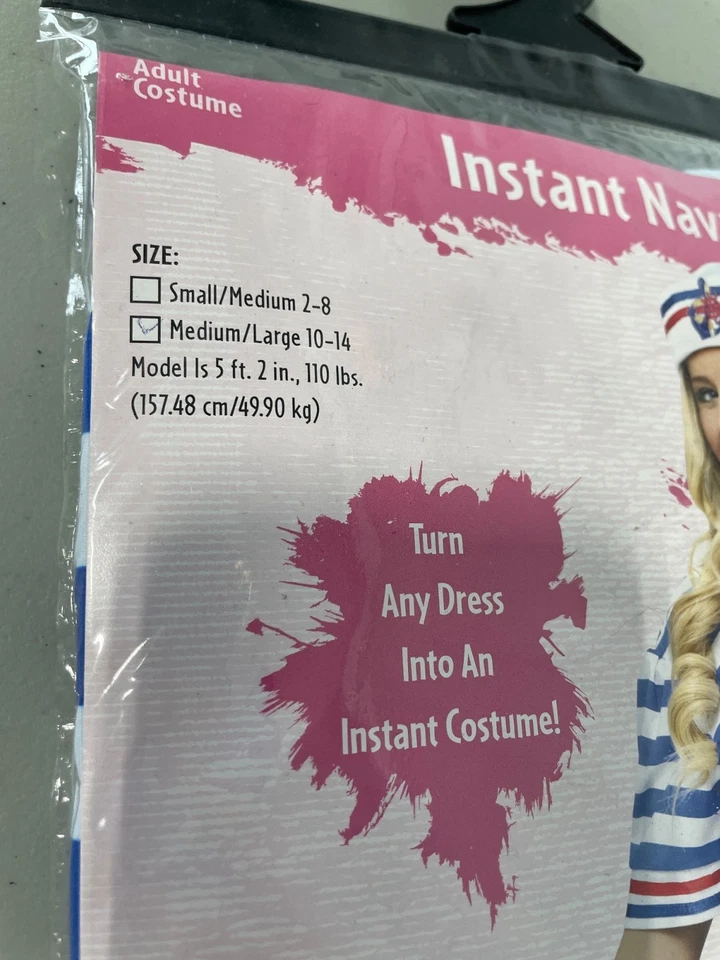 Adult
Costume
Instant Nav
SIZE:
Small/Medium 2-8
Medium/Large 10-14
Model Is 5 ft. 2 in., 110 lbs.
(157.48 cm/49.90 kg)
Turn
Any Dress
Into An
Instant Costume!